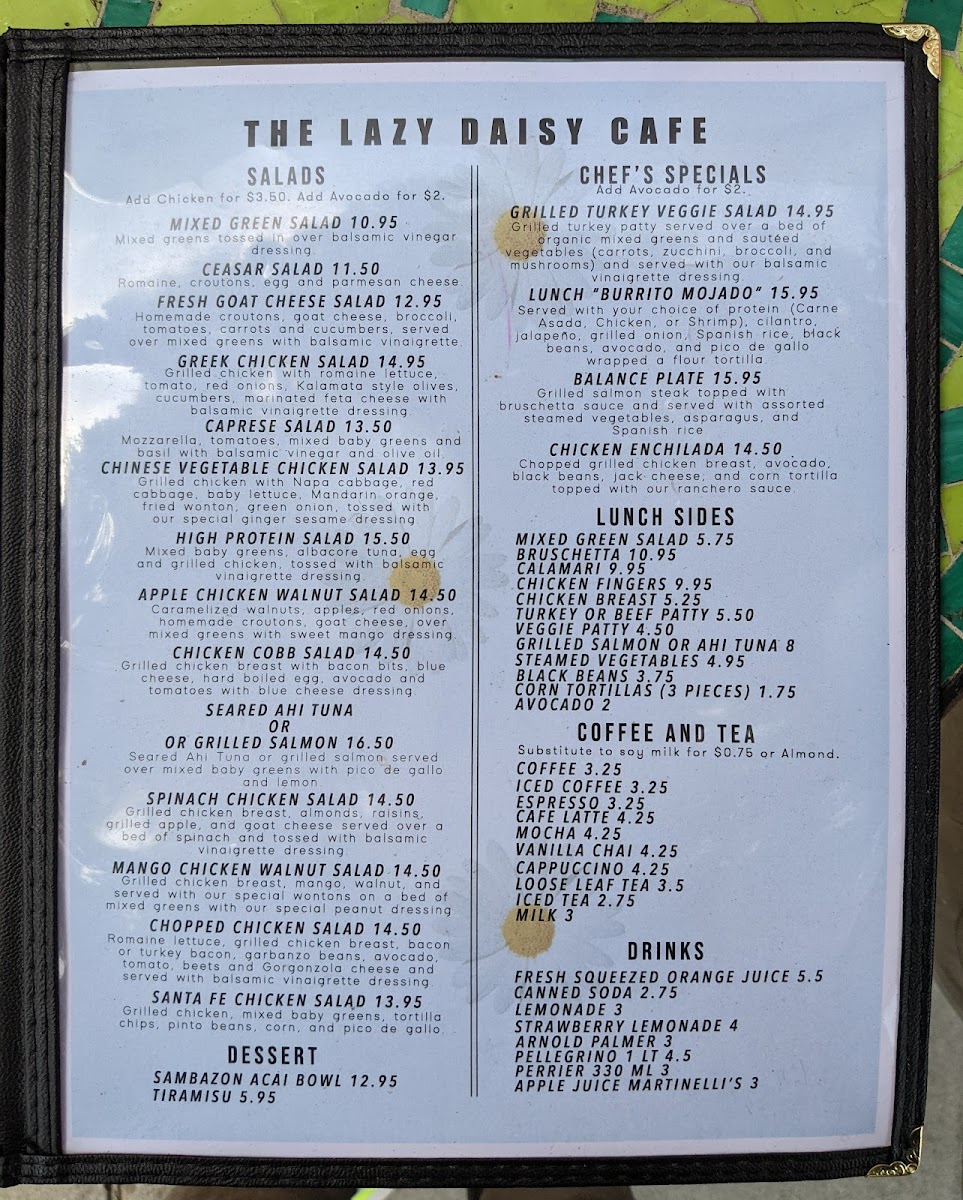 THE LAZY DAISY CAFE
SALADS
Add Chicken for $3.50. Add Avocado for $2.
MIXED GREEN SALAD 10.95
Mixed greens tossed in over balsamic vinegar
dressing.
CEASAR SALAD 11.50
Romaine, croutons, egg and parmesan cheese.
FRESH GOAT CHEESE SALAD 12.95
Homemade croutons, goat cheese, broccoli,
tomatoes, carrots and cucumbers, served
over mixed greens with balsamic vinaigrette.
GREEK CHICKEN SALAD 14.95
Grilled chicken with romaine lettuce,
tomato, red onions, Kalamata style olives,
cucumbers, marinated feta cheese with
balsamic vinaigrette dressing.
CAPRESE SALAD 13.50
Mozzarella, tomatoes, mixed baby greens and
basil with balsamic vinegar and olive oil.
CHINESE VEGETABLE CHICKEN SALAD 13.95
Grilled chicken with Napa cabbage, red
cabbage, baby lettuce, Mandarin orange,
fried wonton, green onion, tossed with
our special ginger sesame dressing.
HIGH PROTEIN SALAD 15.50
Mixed baby greens, albacore tuna, egg
and grilled chicken, tossed with balsamic
vinaigrette dressing.
APPLE CHICKEN WALNUT SALAD 14.50
Caramelized walnuts, apples, red onions,
homemade croutons, goat cheese, over
mixed greens with sweet mango dressing.
CHICKEN COBB SALAD 14.50
Grilled chicken breast with bacon bits, blue
cheese, hard boiled egg, avocado and
tomatoes with blue cheese dressing.
SEARED AHI TUNA
OR
OR GRILLED SALMON 16.50
Seared Ahi Tuna or grilled salmon served
over mixed baby greens with pico de gallo
and lemon.
SPINACH CHICKEN SALAD 14.50
Grilled chicken breast, almonds, raisins,
grilled apple, and goat cheese served over a
bed of spinach and tossed with balsamic
vinaigrette dressing.
MANGO CHICKEN WALNUT SALAD 14.50
Grilled chicken breast, mango, walnut, and
served with our special wontons on a bed of
mixed greens with our special peanut dressing.
CHOPPED CHICKEN SALAD 14.50
Romaine lettuce, grilled chicken breast, bacon
or turkey bacon, garbanzo beans, avocado,
tomato, beets and Gorgonzola cheese and
served with balsamic vinaigrette dressing.
SANTA FE CHICKEN SALAD 13.95
Grilled chicken, mixed baby greens, tortilla
chips, pinto beans, corn, and pico de gallo.
DESSERT
SAMBAZON ACAI BOWL 12.95
TIRAMISU 5.95
CHEF'S SPECIALS
Add Avocado for $2.
GRILLED TURKEY VEGGIE SALAD 14.95
Grilled turkey patty served over a bed of
organic mixed greens and sautéed
vegetables (carrots, zucchini, broccoli, and
mushrooms) and served with our balsamic
vinaigrette dressing.
LUNCH "BURRITO MOJADO" 15.95
Served with your choice of protein (Carne
Asada, Chicken, or Shrimp), cilantro,
jalapeño, grilled onion, Spanish rice, black
beans, avocado, and pico de gallo
wrapped a flour tortilla.
BALANCE PLATE 15.95
Grilled salmon steak topped with
bruschetta sauce and served with assorted
steamed vegetables, asparagus, and
Spanish rice
CHICKEN ENCHILADA 14.50
Chopped grilled chicken breast, avocado,
black beans, jack cheese, and corn tortilla
topped with our ranchero sauce.
LUNCH SIDES
MIXED GREEN SALAD 5.75
BRUSCHETTA 10.95
CALAMARI 9.95
CHICKEN FINGERS 9.95
CHICKEN BREAST 5.25
TURKEY OR BEEF PATTY 5.50
VEGGIE PATTY 4.50
GRILLED SALMON OR AHI TUNA 8
STEAMED VEGETABLES 4.95
BLACK BEANS 3.75
CORN TORTILLAS (3 PIECES) 1.75
AVOCADO 2
COFFEE AND TEA
Substitute to soy milk for $0.75 or Almond.
COFFEE 3.25
ICED COFFEE 3.25
ESPRESSO 3.25
CAFE LATTE 4.25
MOCHA 4.25
VANILLA CHAI 4.25
CAPPUCCINO 4.25
LOOSE LEAF TEA 3.5
ICED TEA 2.75
MILK 3
DRINKS
FRESH SQUEEZED ORANGE JUICE 5.5
CANNED SODA 2.75
LEMONADE 3
STRAWBERRY LEMONADE 4
ARNOLD PALMER 3
PELLEGRINO 1 LT 4.5
PERRIER 330 ML 3
APPLE JUICE MARTINELLI'S 3